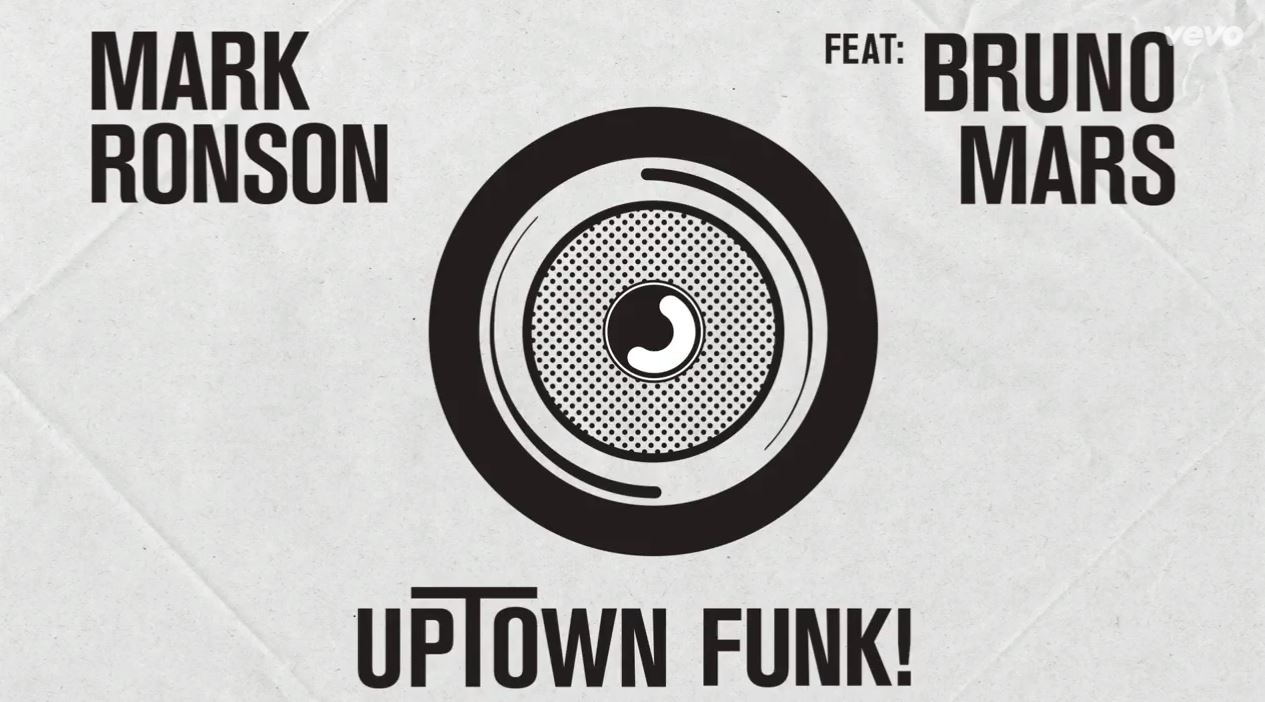 MARK
RONSON
FEAT: BRUNO
MARS
vevo
UPTOWN FUNK!